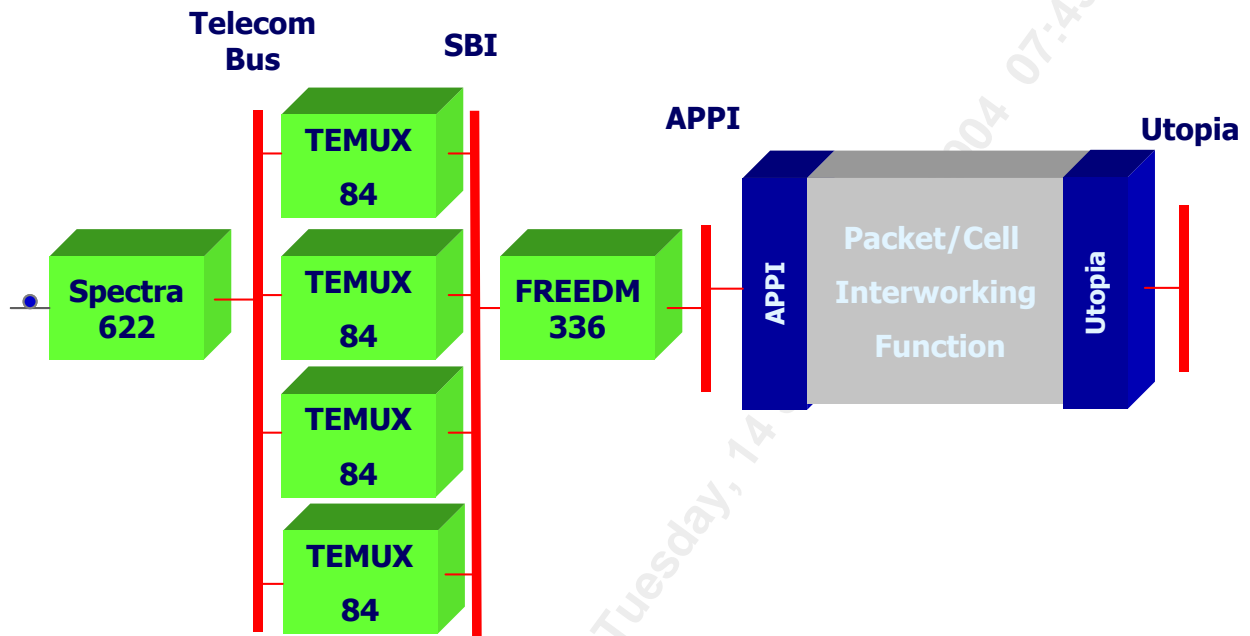 Telecom
Bus
SBI
APPI
Utopia
TEMUX
84
TEMUX
84
TEMUX
84
TEMUX
84
Spectra
622
FREEDM
336
APPI
Packet/Cell
Interworking
Function
Utopia
Tuesday, 14
004 07:4